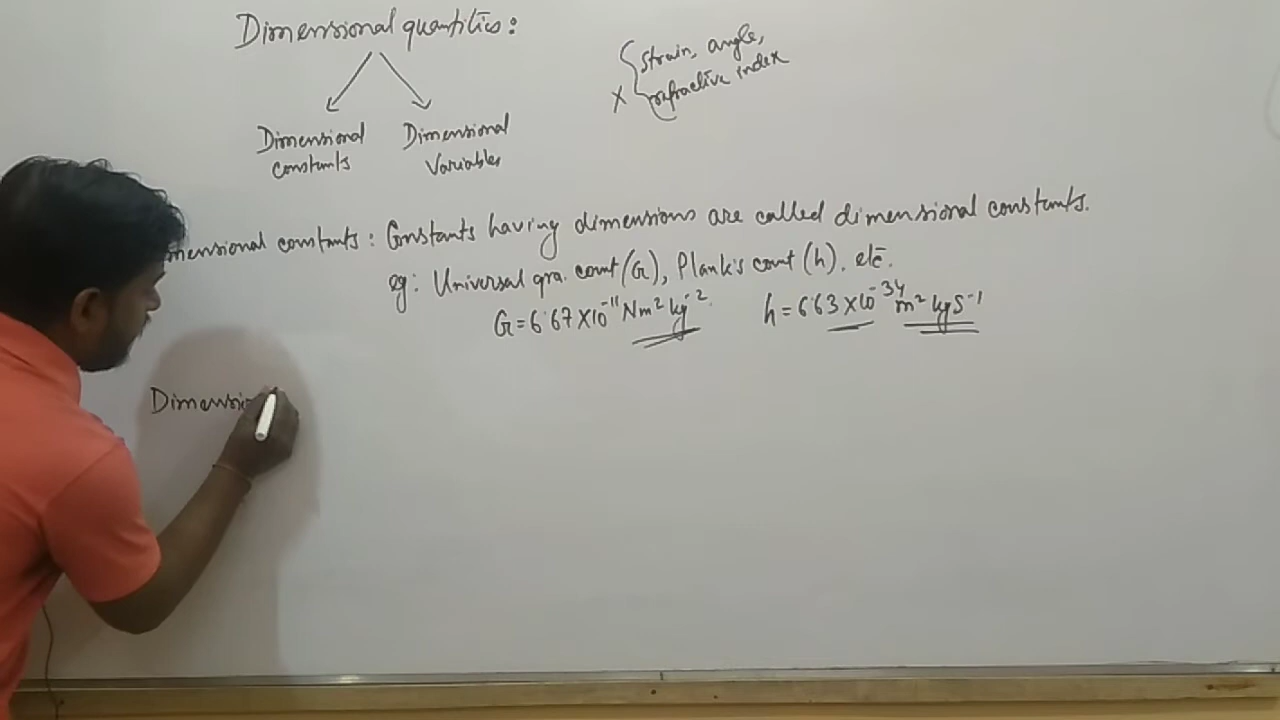 Dimensional quantities:
strain, angle,
x refractive index
Dimensional Dimensional
constants Variables
mensional constants: Constants having dimensions are called dimensional constants.
eg: Universal gra. const (G), Plank's const (h), etc.
G = 6.67 x 10⁻¹¹ Nm² kg⁻² h = 6.63 x 10⁻³⁴ m² kg s⁻¹
Dimensio